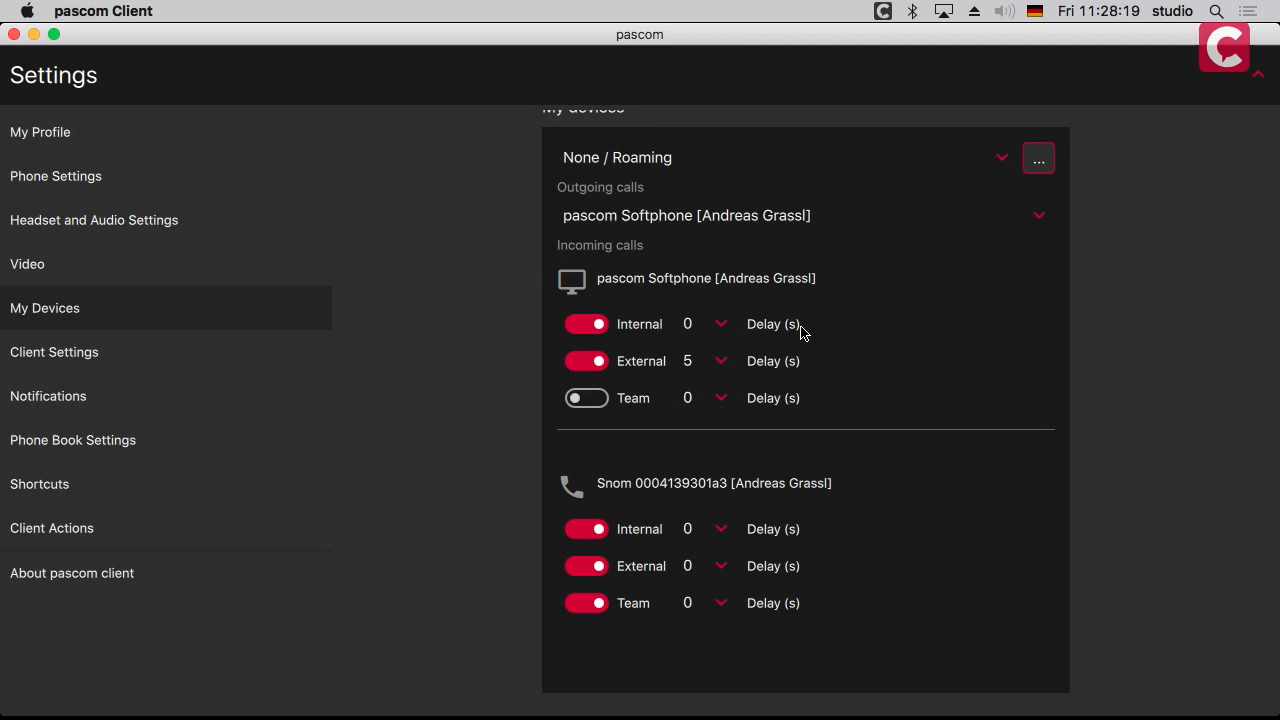 pascom Client
Fri 11:28:19 studio
pascom
Settings
My Profile
Phone Settings
Headset and Audio Settings
Video
My Devices
Client Settings
Notifications
Phone Book Settings
Shortcuts
Client Actions
About pascom client
My devices
None / Roaming
...
Outgoing calls
pascom Softphone [Andreas Grassl]
Incoming calls
pascom Softphone [Andreas Grassl]
Internal 0 Delay (s)
External 5 Delay (s)
Team 0 Delay (s)
Snom 0004139301a3 [Andreas Grassl]
Internal 0 Delay (s)
External 0 Delay (s)
Team 0 Delay (s)